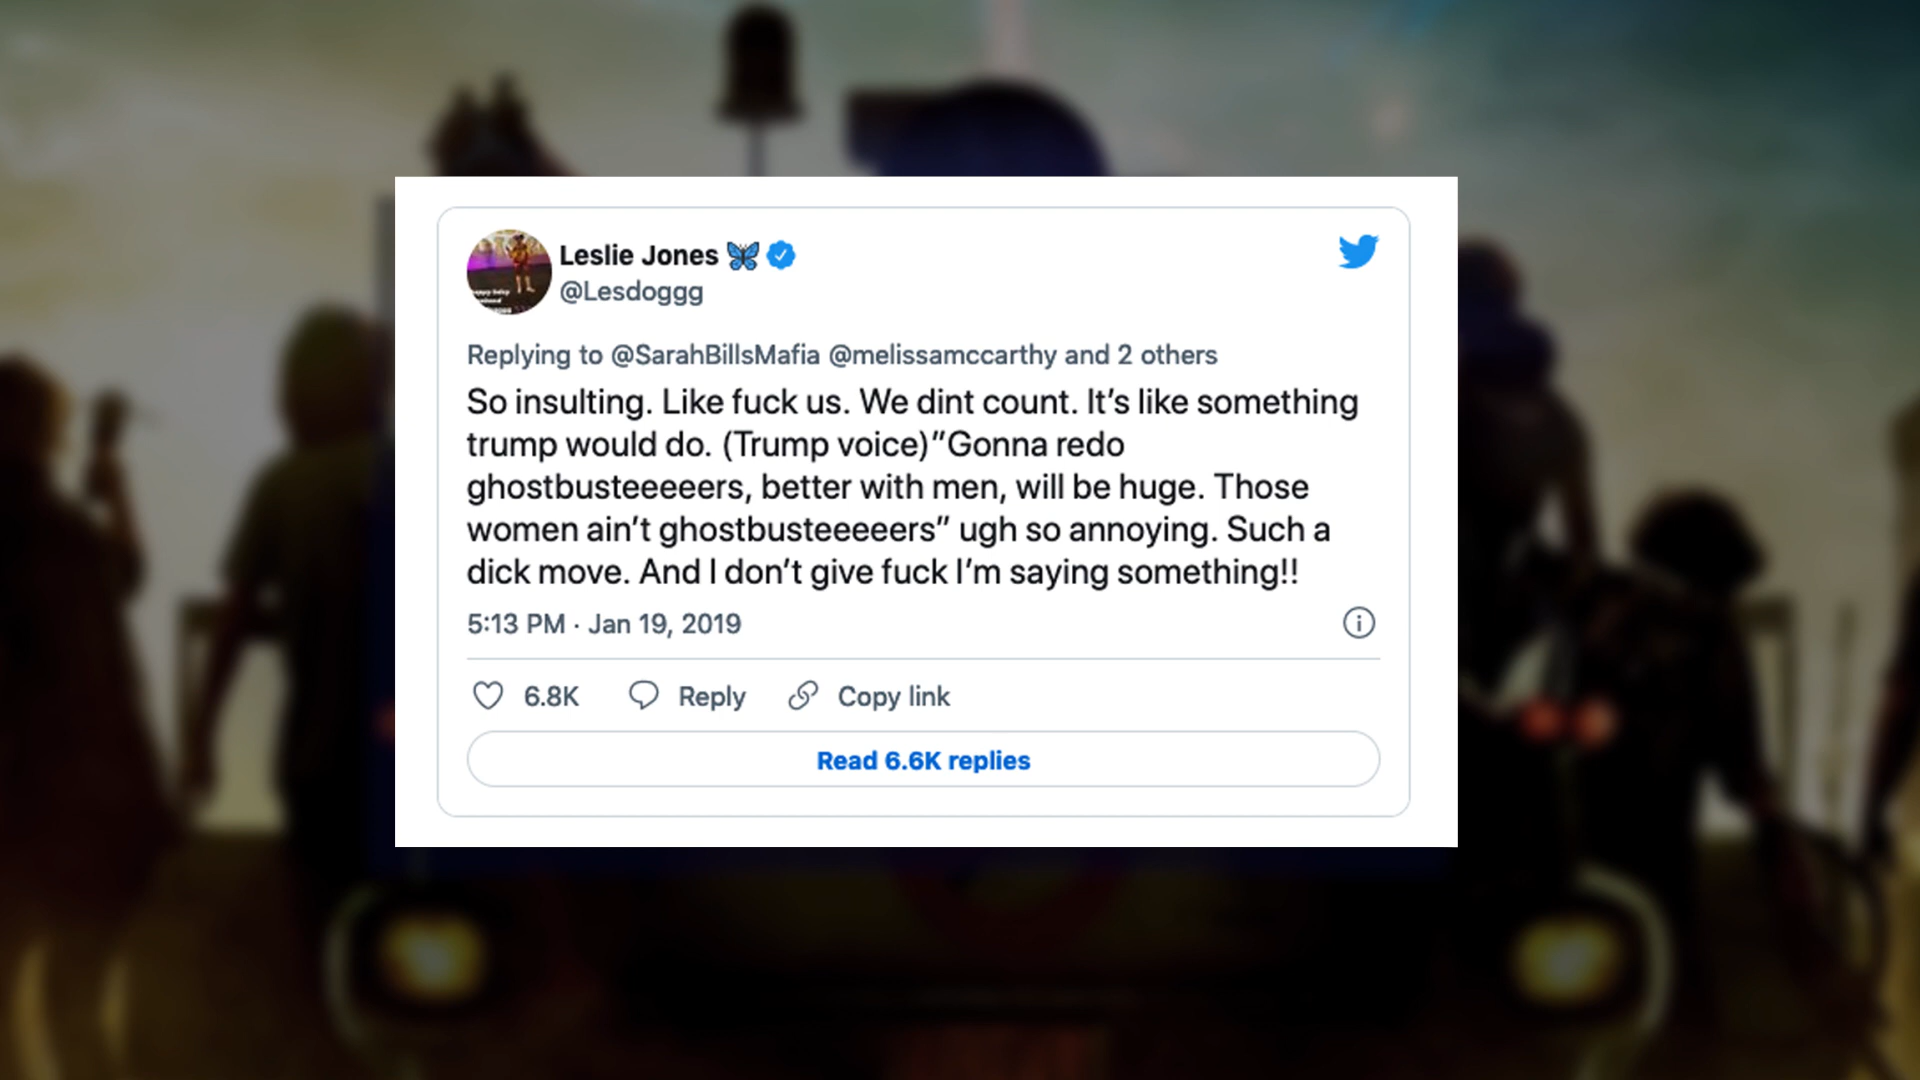 Leslie Jones 🦋
@Lesdoggg
Replying to @SarahBillsMafia @melissamccarthy and 2 others
So insulting. Like fuck us. We dint count. It’s like something
trump would do. (Trump voice)”Gonna redo
ghostbusteeeeers, better with men, will be huge. Those
women ain’t ghostbusteeeeers” ugh so annoying. Such a
dick move. And I don’t give fuck I’m saying something!!
5:13 PM · Jan 19, 2019
6.8K Reply Copy link
Read 6.6K replies